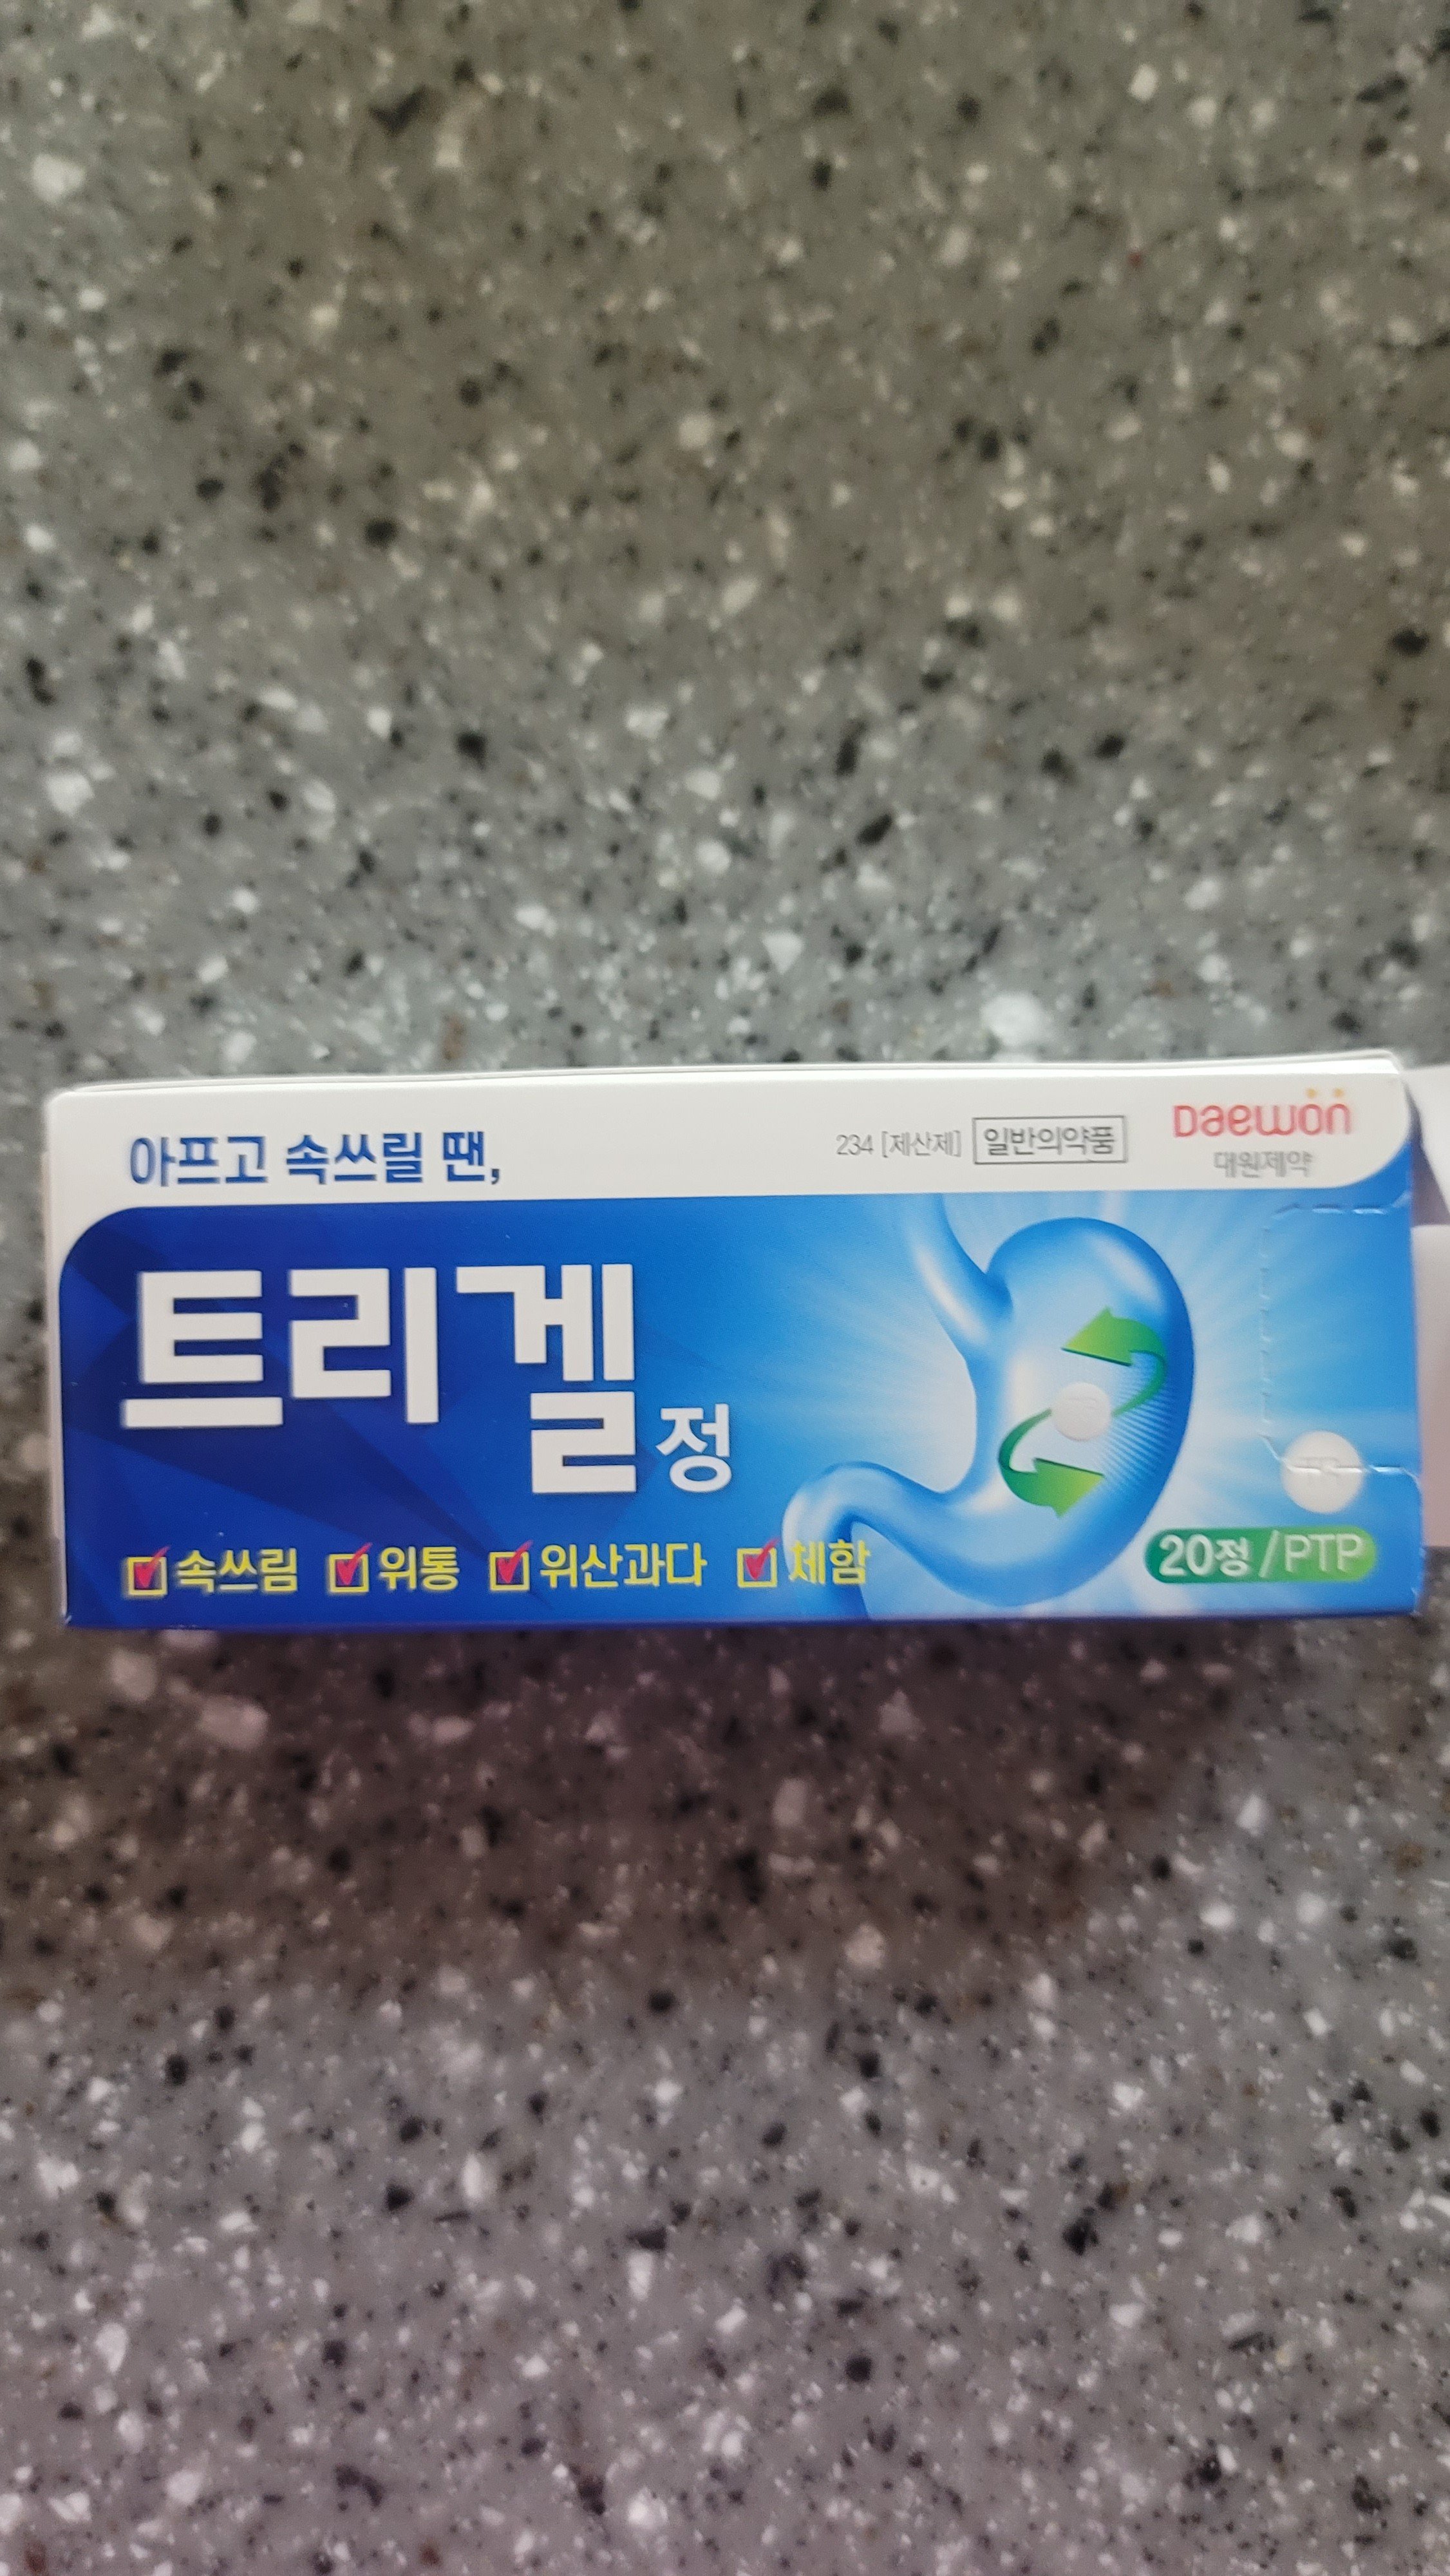 아프고 속쓰릴 땐,
234 [제산제] 일반의약품
Daewon
대원제약
트리겔정
속쓰림 위통 위산과다 체함
20정/PTP